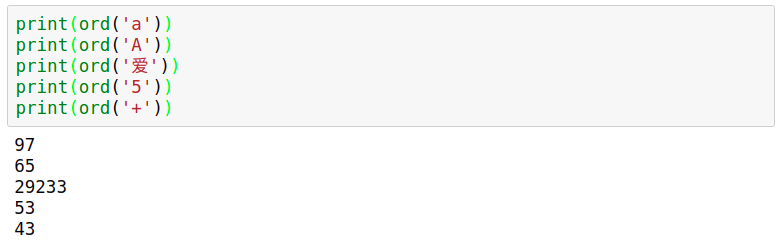 print(ord('a'))
print(ord('A'))
print(ord('爱'))
print(ord('5'))
print(ord('+'))
97
65
29233
53
43